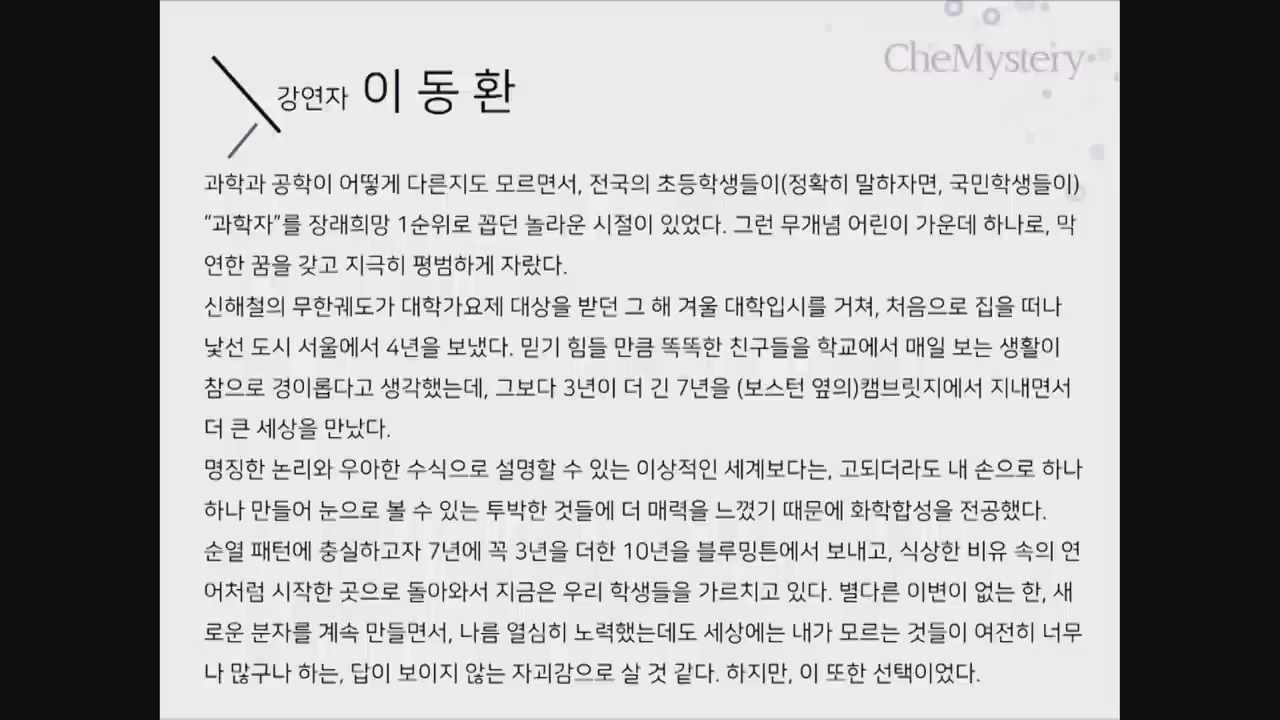 CheMystery
강연자 이동환
과학과 공학이 어떻게 다른지도 모르면서, 전국의 초등학생들이(정확히 말하자면, 국민학생들이)
“과학자”를 장래희망 1순위로 꼽던 놀라운 시절이 있었다. 그런 무개념 어린이 가운데 하나로, 막
연한 꿈을 갖고 지극히 평범하게 자랐다.
신해철의 무한궤도가 대학가요제 대상을 받던 그 해 겨울 대학입시를 거쳐, 처음으로 집을 떠나
낯선 도시 서울에서 4년을 보냈다. 믿기 힘들 만큼 똑똑한 친구들을 학교에서 매일 보는 생활이
참으로 경이롭다고 생각했는데, 그보다 3년이 더 긴 7년을 (보스턴 옆의)캠브릿지에서 지내면서
더 큰 세상을 만났다.
명징한 논리와 우아한 수식으로 설명할 수 있는 이상적인 세계보다는, 고되더라도 내 손으로 하나
하나 만들어 눈으로 볼 수 있는 투박한 것들에 더 매력을 느꼈기 때문에 화학합성을 전공했다.
순열 패턴에 충실하고자 7년에 꼭 3년을 더한 10년을 블루밍튼에서 보내고, 식상한 비유 속의 연
어처럼 시작한 곳으로 돌아와서 지금은 우리 학생들을 가르치고 있다. 별다른 이변이 없는 한, 새
로운 분자를 계속 만들면서, 나름 열심히 노력했는데도 세상에는 내가 모르는 것들이 여전히 너무
나 많구나 하는, 답이 보이지 않는 자괴감으로 살 것 같다. 하지만, 이 또한 선택이었다.